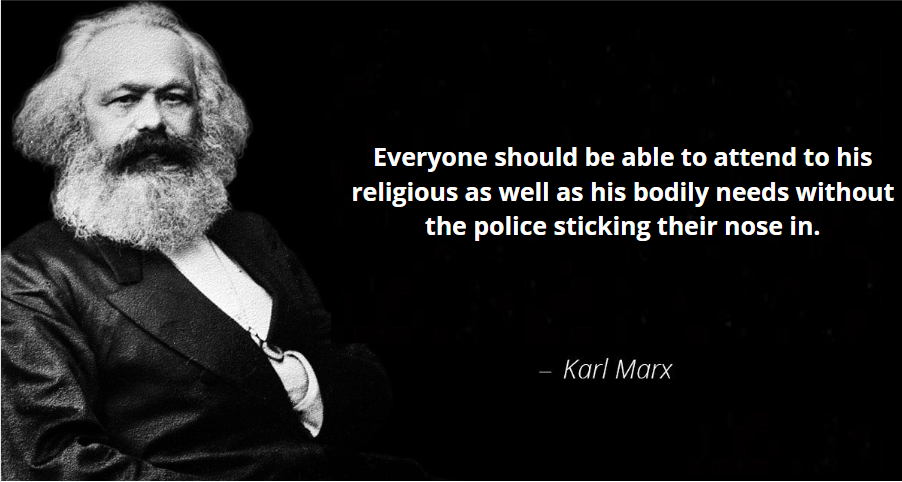 Everyone should be able to attend to his
religious as well as his bodily needs without
the police sticking their nose in.
– Karl Marx